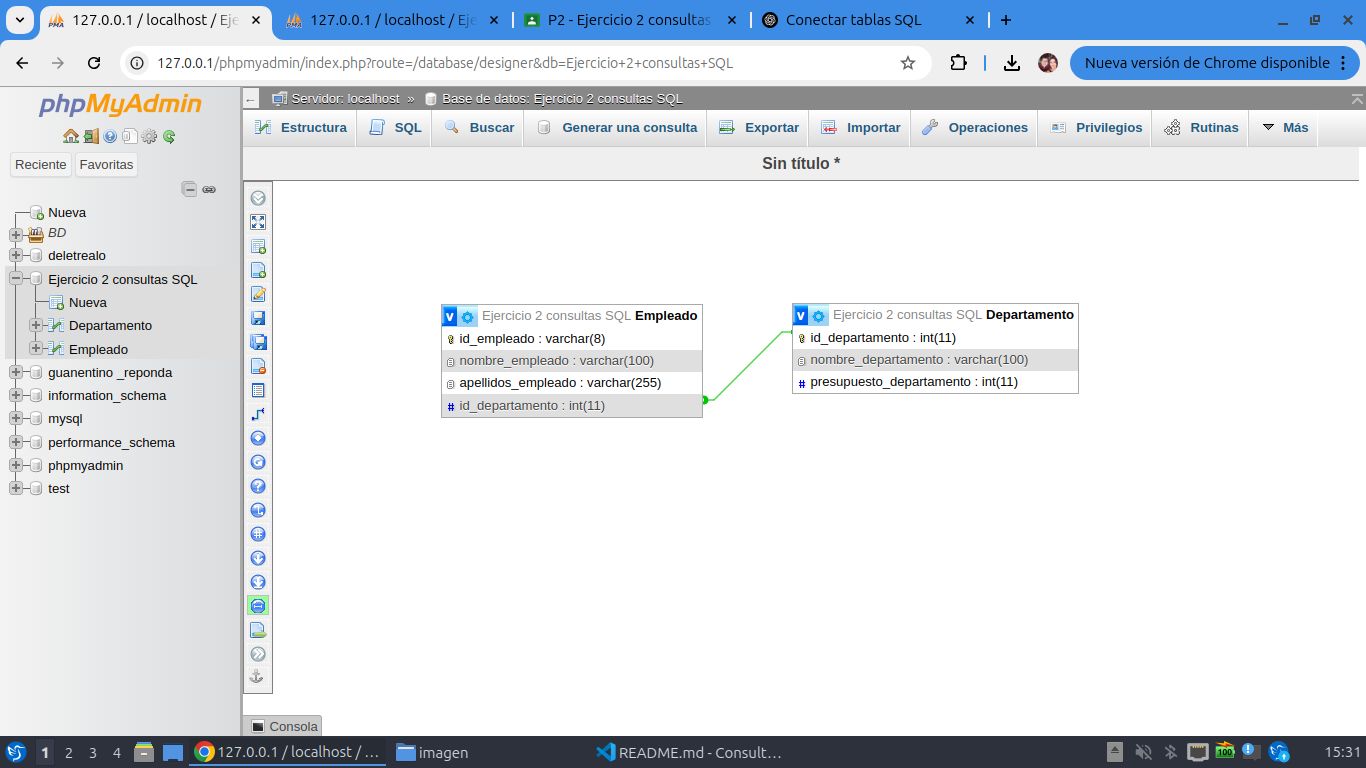 127.0.0.1 / localhost / Eje
127.0.0.1 / localhost / Eje
P2 - Ejercicio 2 consultas
Conectar tablas SQL
127.0.0.1/phpmyadmin/index.php?route=/database/designer&db=Ejercicio+2+consultas+SQL
Nueva versión de Chrome disponible
phpMyAdmin
Reciente
Favoritas
Nueva
BD
deletrealo
Ejercicio 2 consultas SQL
Nueva
Departamento
Empleado
guanentino _reponda
information_schema
mysql
performance_schema
phpmyadmin
test
Servidor: localhost » Base de datos: Ejercicio 2 consultas SQL
Estructura SQL Buscar Generar una consulta Exportar Importar Operaciones Privilegios Rutinas Más
Sin título *
V Ejercicio 2 consultas SQL Empleado
id_empleado : varchar(8)
nombre_empleado : varchar(100)
apellidos_empleado : varchar(255)
# id_departamento : int(11)
V Ejercicio 2 consultas SQL Departamento
id_departamento : int(11)
nombre_departamento : varchar(100)
# presupuesto_departamento : int(11)
Consola
1 2 3 4
127.0.0.1 / localhost / ...
imagen
README.md - Consult...
100
15:31